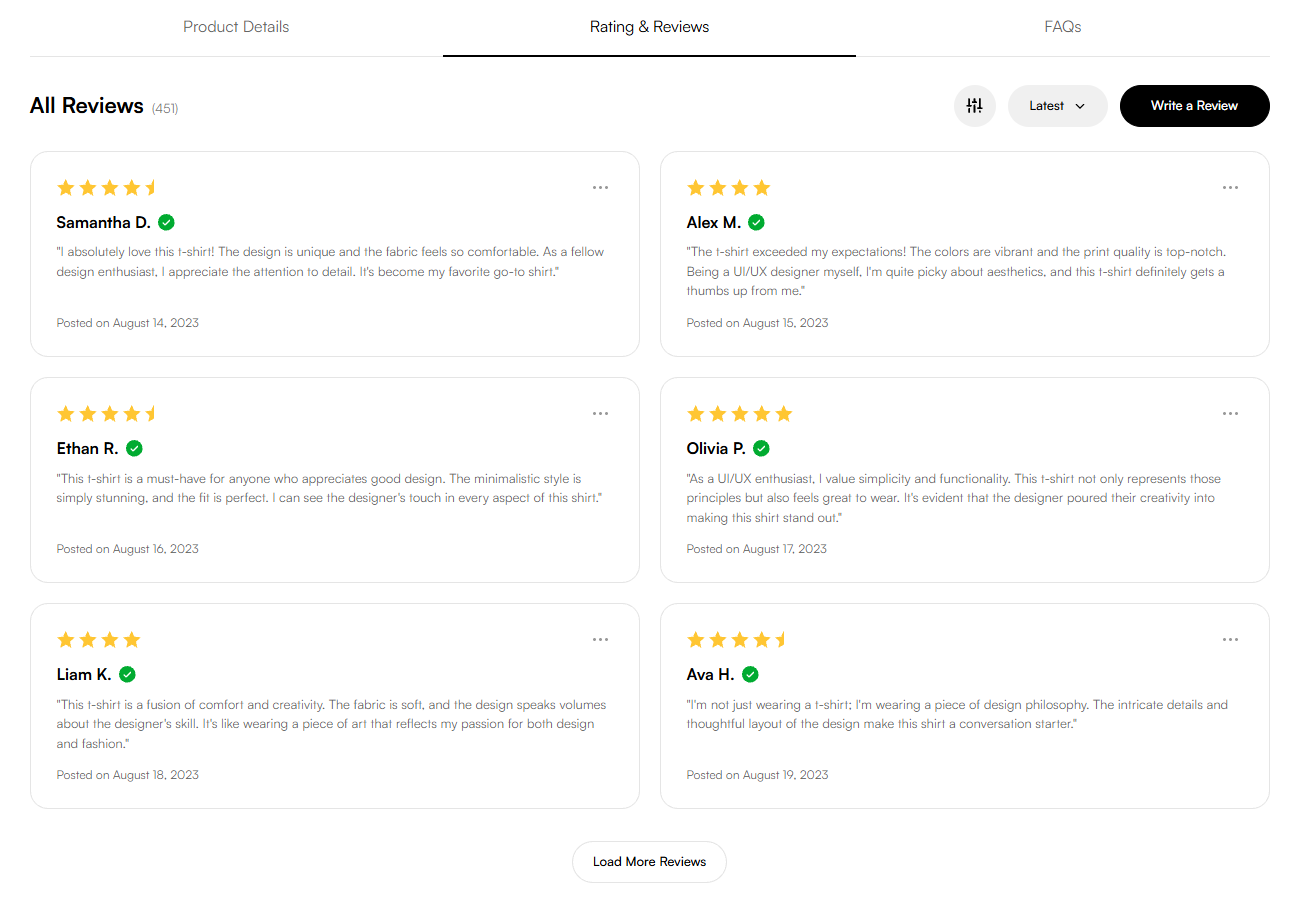 Product Details
Rating & Reviews
FAQs
All Reviews (451)
Latest
Write a Review
Samantha D.
"I absolutely love this t-shirt! The design is unique and the fabric feels so comfortable. As a fellow
design enthusiast, I appreciate the attention to detail. It's become my favorite go-to shirt."
Posted on August 14, 2023
Alex M.
"The t-shirt exceeded my expectations! The colors are vibrant and the print quality is top-notch.
Being a UI/UX designer myself, I'm quite picky about aesthetics, and this t-shirt definitely gets a
thumbs up from me."
Posted on August 15, 2023
Ethan R.
"This t-shirt is a must-have for anyone who appreciates good design. The minimalistic style is
simply stunning, and the fit is perfect. I can see the designer's touch in every aspect of this shirt."
Posted on August 16, 2023
Olivia P.
"As a UI/UX enthusiast, I value simplicity and functionality. This t-shirt not only represents those
principles but also feels great to wear. It's evident that the designer poured their creativity into
making this shirt stand out."
Posted on August 17, 2023
Liam K.
"This t-shirt is a fusion of comfort and creativity. The fabric is soft, and the design speaks volumes
about the designer's skill. It's like wearing a piece of art that reflects my passion for both design
and fashion."
Posted on August 18, 2023
Ava H.
"I'm not just wearing a t-shirt; I'm wearing a piece of design philosophy. The intricate details and
thoughtful layout of the design make this shirt a conversation starter."
Posted on August 19, 2023
Load More Reviews